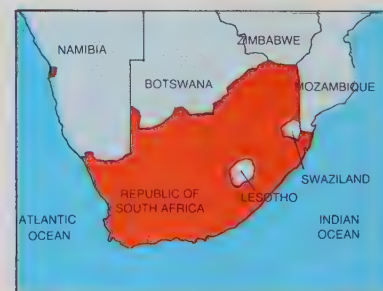 ZIMBABWE
NAMIBIA
BOTSWANA
MOZAMBIQUE
SWAZILAND
REPUBLIC OF
SOUTH AFRICA
LESOTHO
ATLANTIC
OCEAN
INDIAN
OCEAN